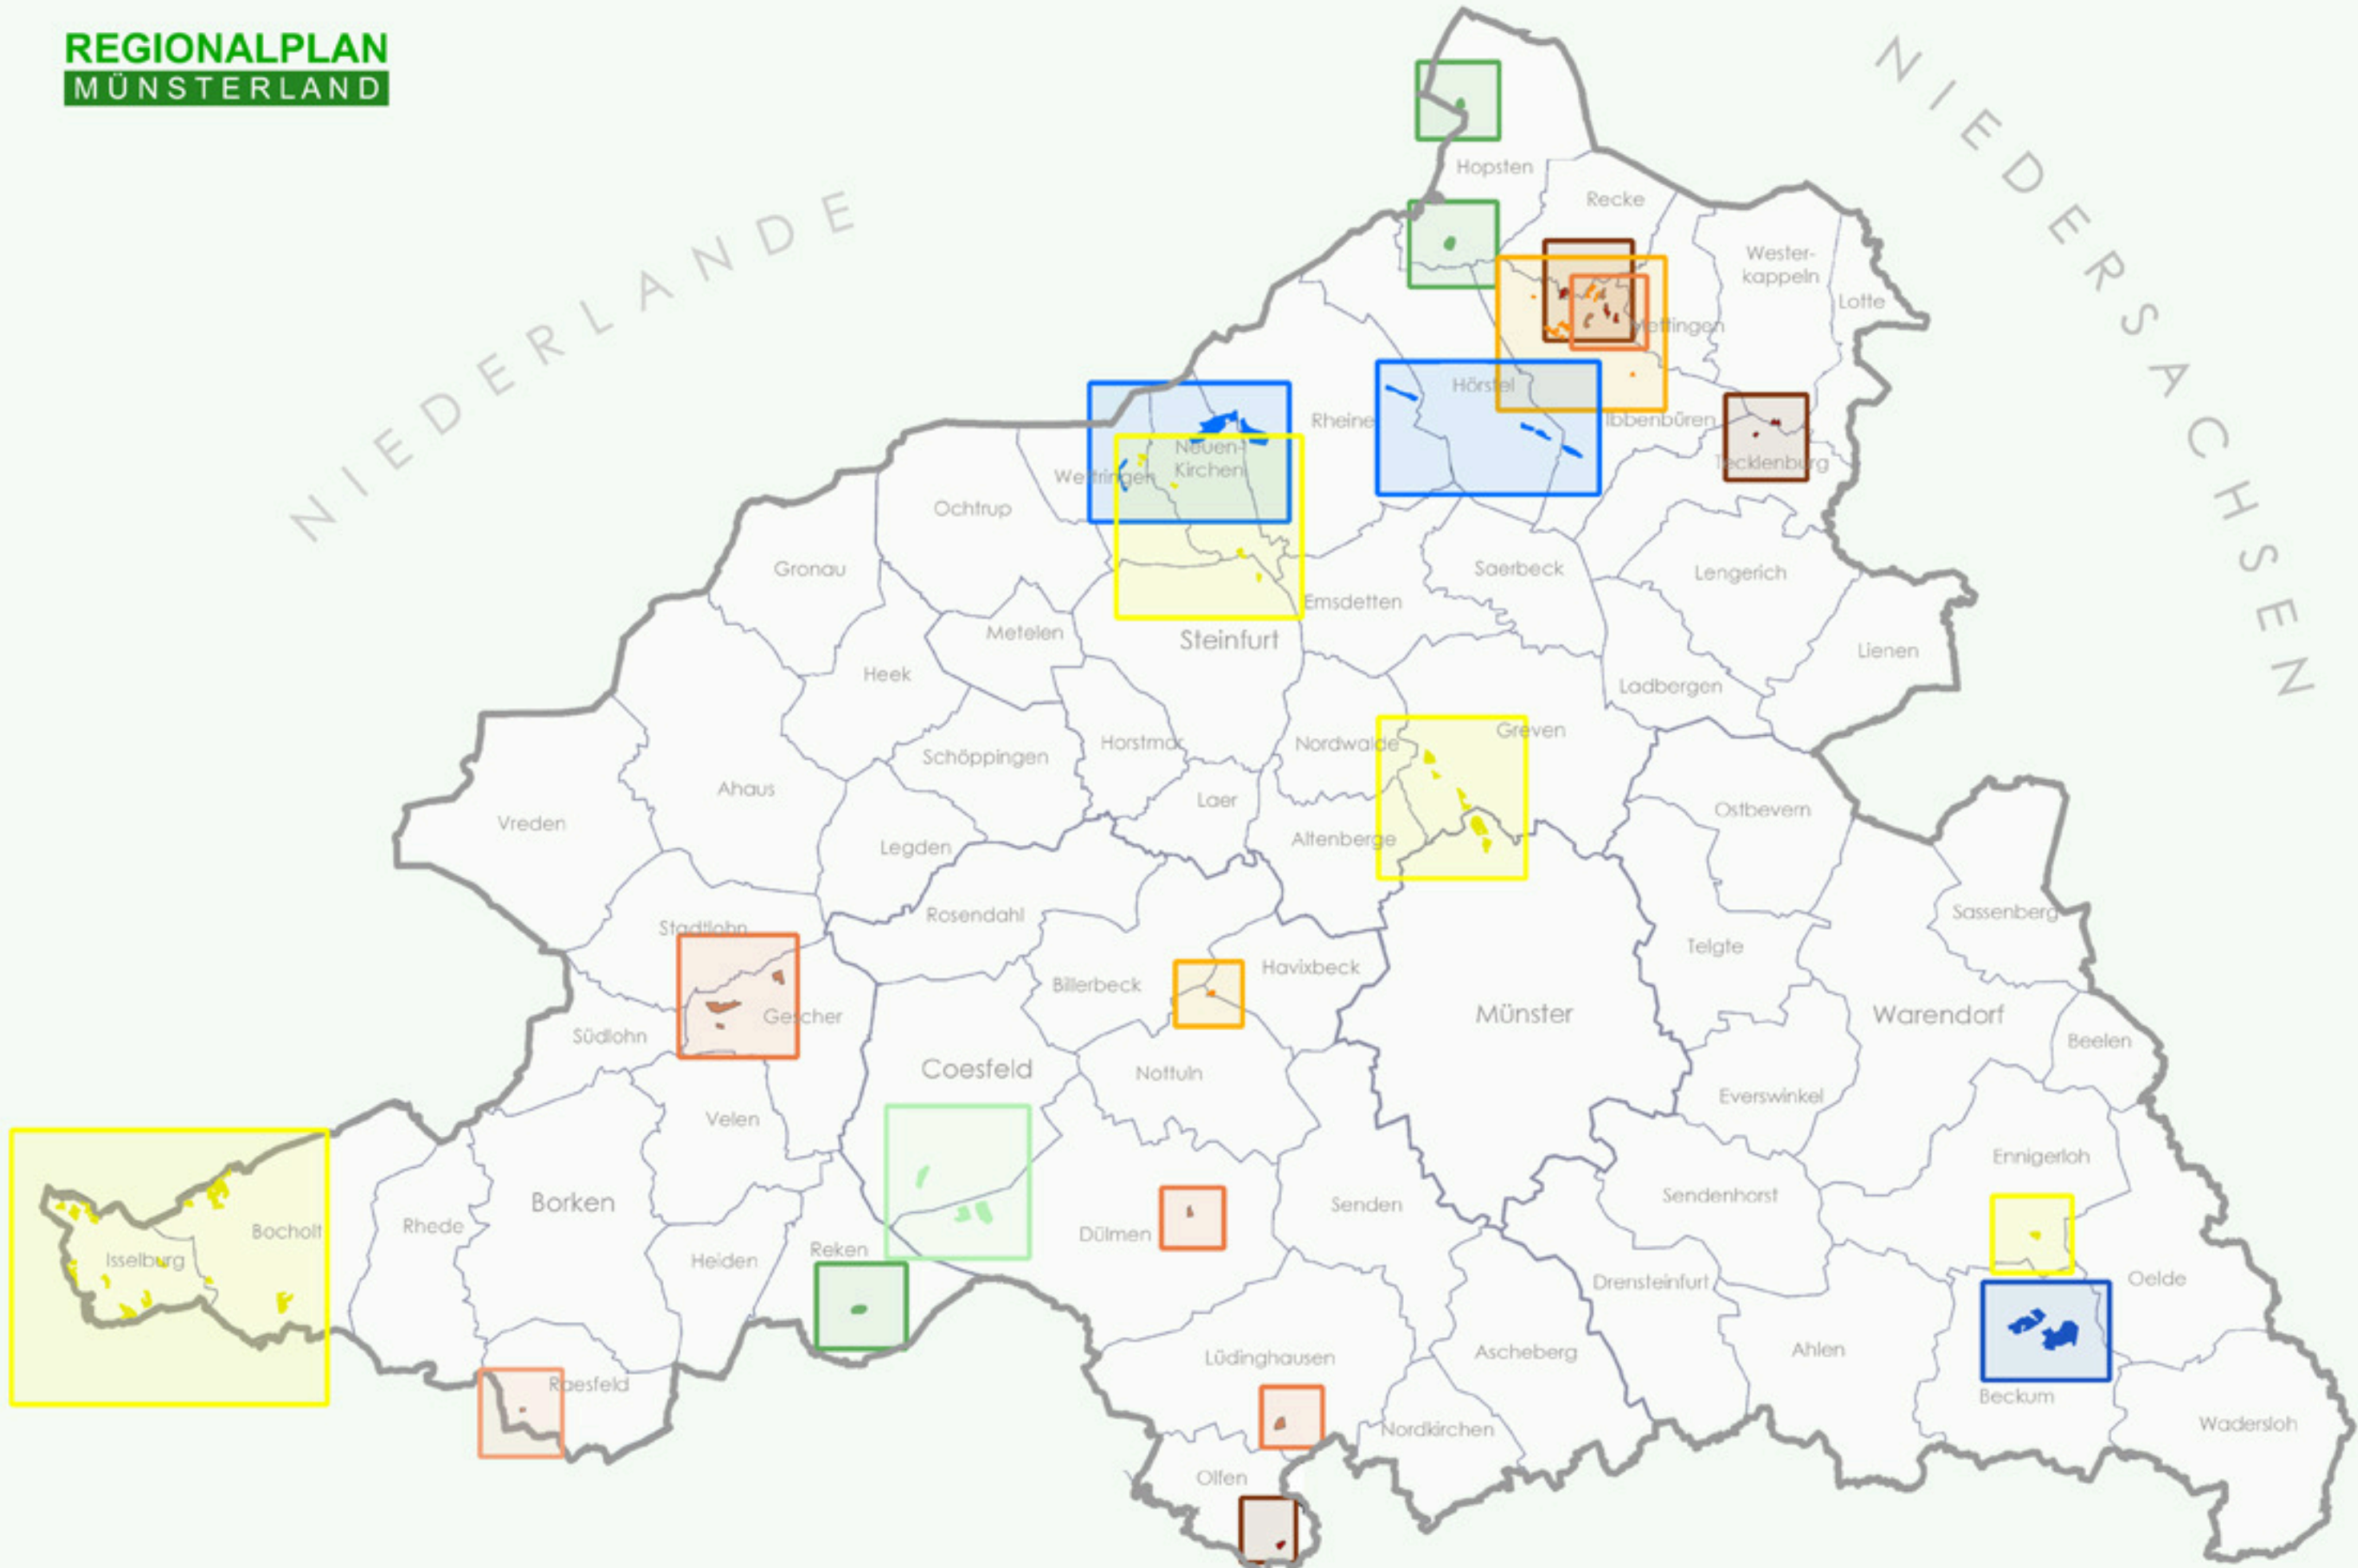 REGIONALPLAN
MÜNSTERLAND
NIEDERLANDE
NIEDERSACHSEN
Hopsten
Recke
Wester-
kappeln
Lotte
Mettingen
Hörstel
Rheine
Ibbenbüren
Neuen-
Kirchen
Wettringen
Tecklenburg
Ochtrup
Gronau
Saerbeck
Lengerich
Emsdetten
Metelen
Steinfurt
Lienen
Heek
Ladbergen
Greven
Horstmar
Nordwalde
Schöppingen
Ahaus
Laer
Ostbevern
Vreden
Altenberge
Legden
Sassenberg
Rosendahl
Stadtlohn
Telgte
Havixbeck
Billerbeck
Münster
Warendorf
Gescher
Südlohn
Beelen
Coesfeld
Nottuln
Everswinkel
Velen
Ennigerloh
Sendenhorst
Borken
Senden
Rhede
Bocholt
Dülmen
Reken
Isselburg
Heiden
Oelde
Drensteinfurt
Ahlen
Ascheberg
Lüdinghausen
Raesfeld
Beckum
Wadersloh
Nordkirchen
Olfen